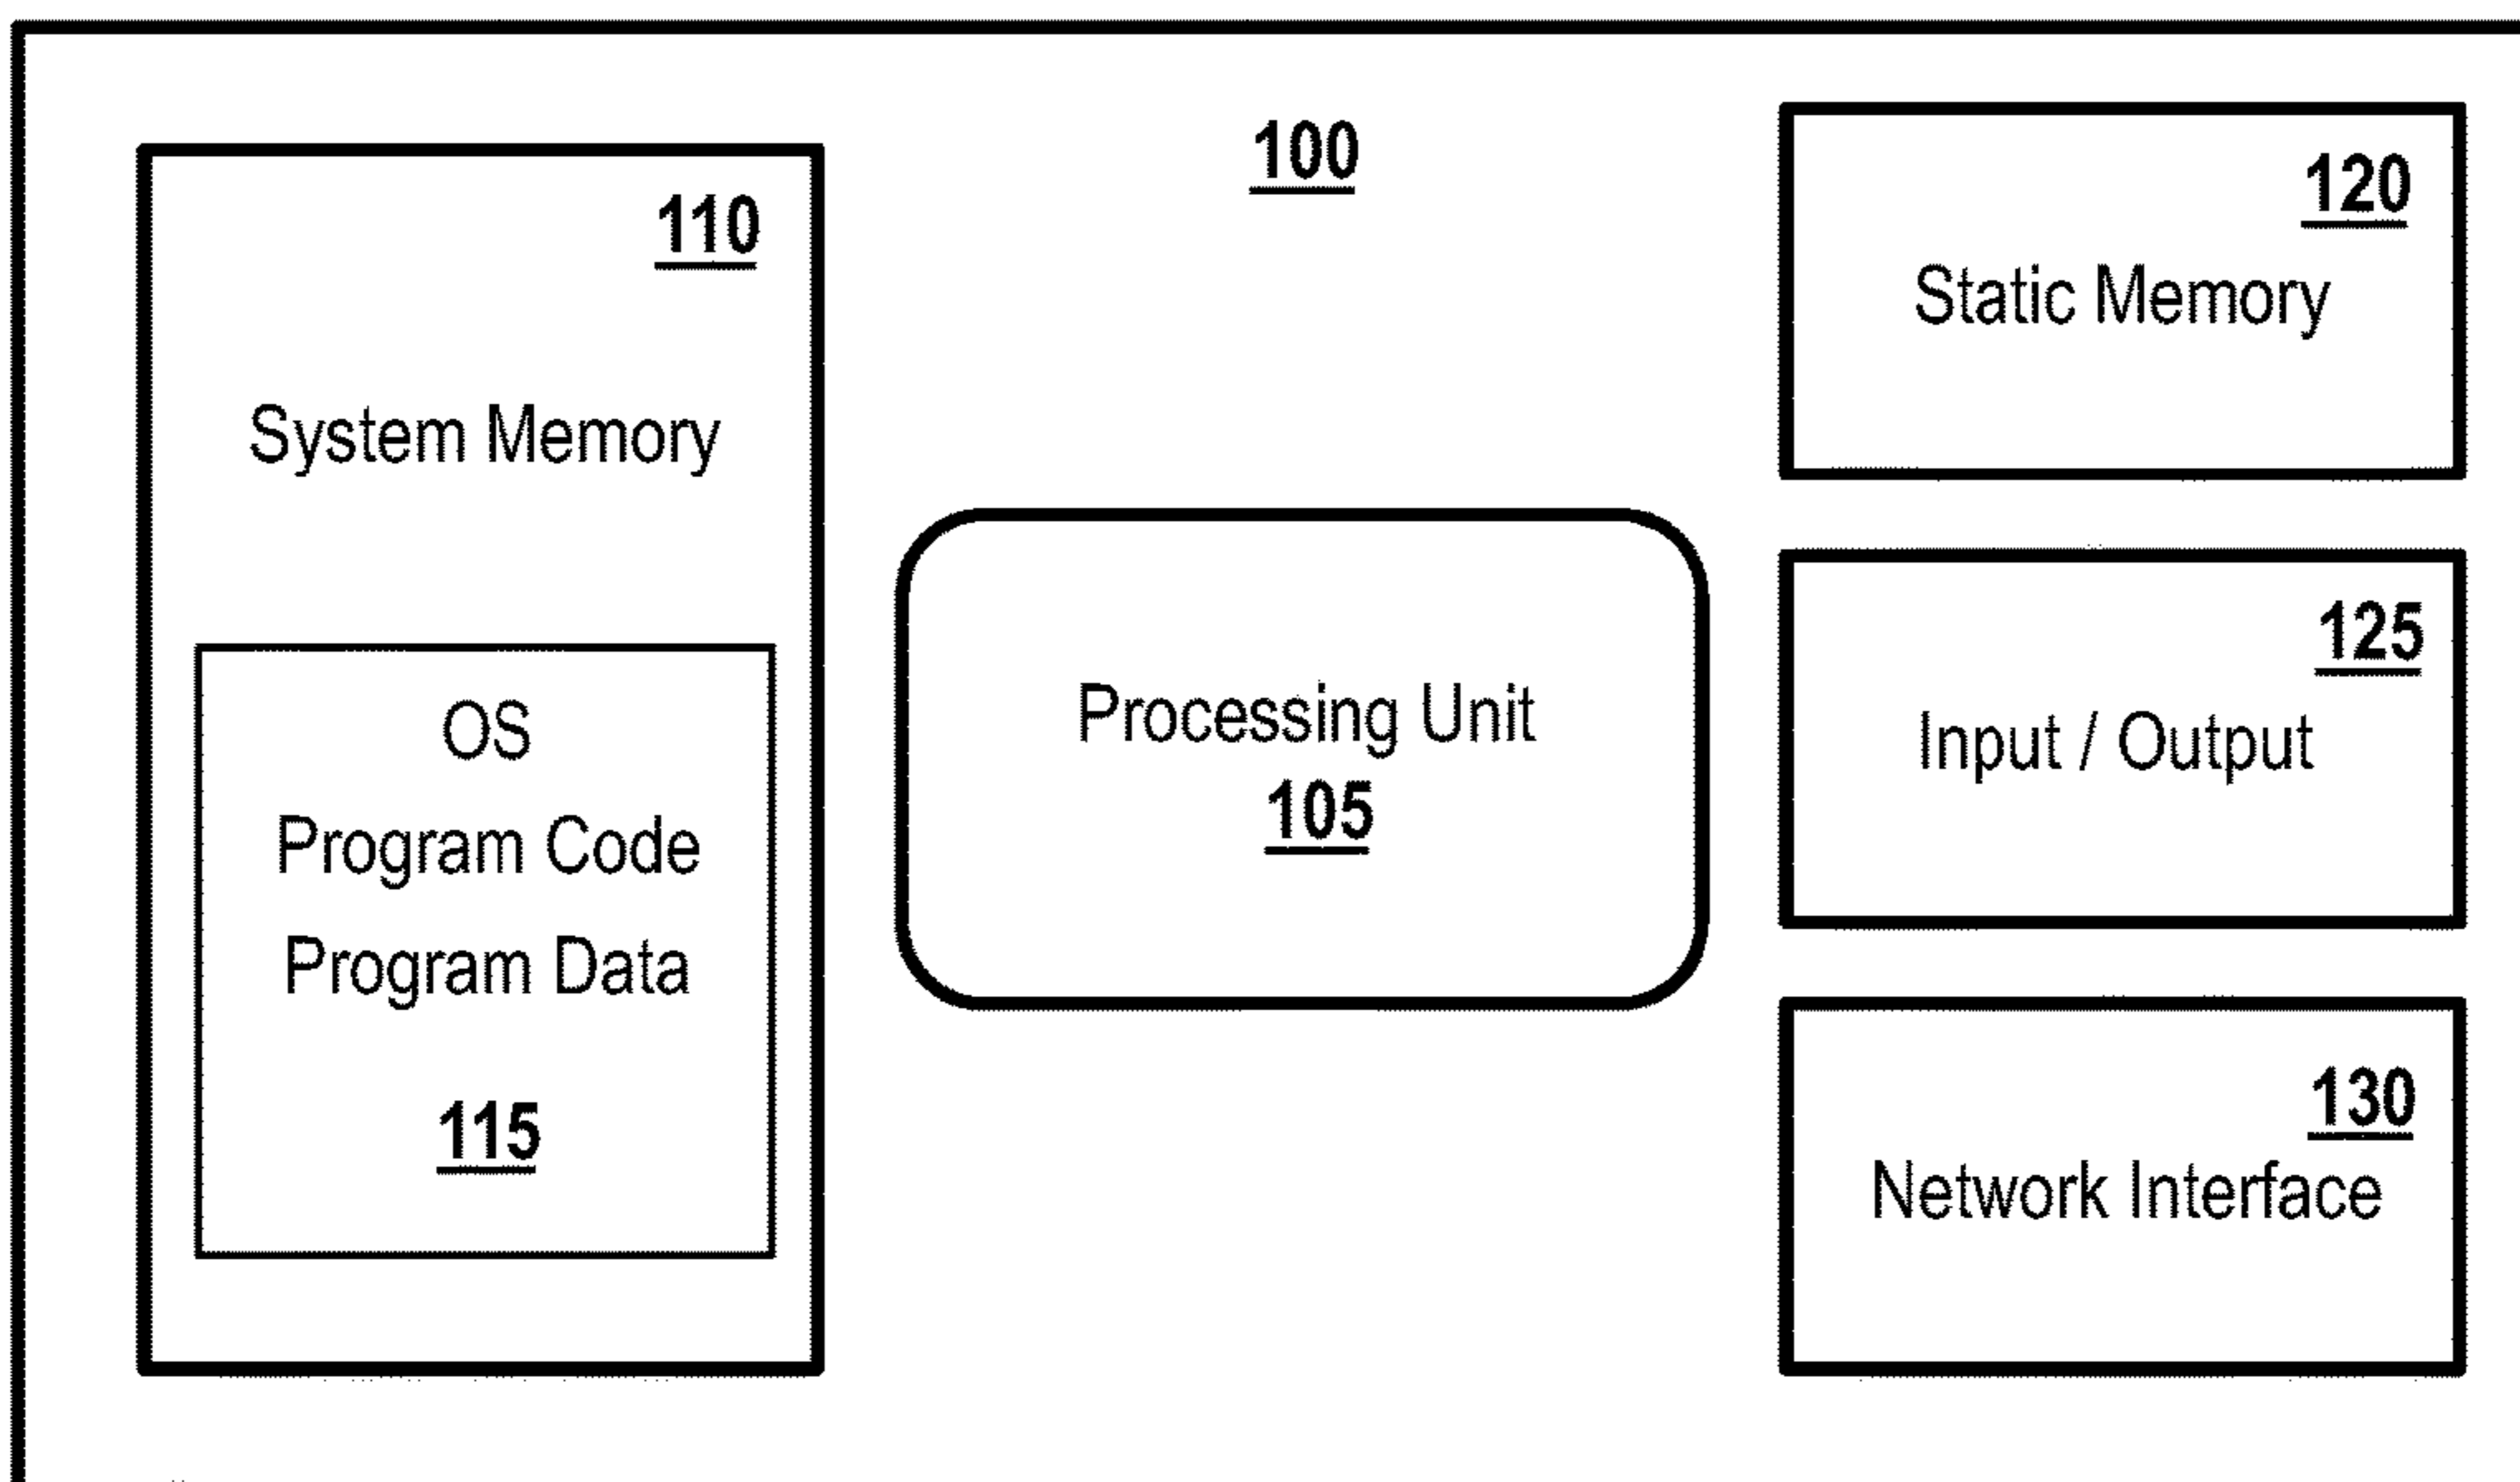 100
110
System Memory
OS
Program Code
Program Data
115
Processing Unit
105
120
Static Memory
125
Input / Output
130
Network Interface